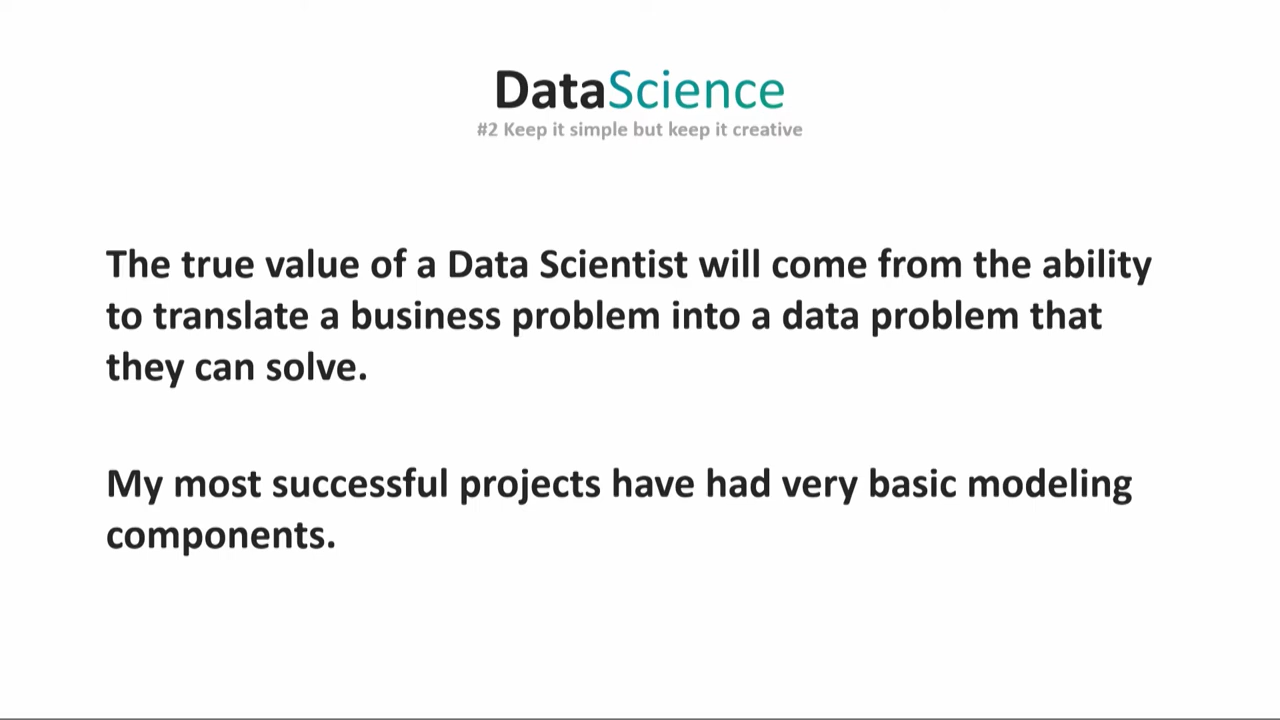 DataScience
#2 Keep it simple but keep it creative
The true value of a Data Scientist will come from the ability
to translate a business problem into a data problem that
they can solve.
My most successful projects have had very basic modeling
components.